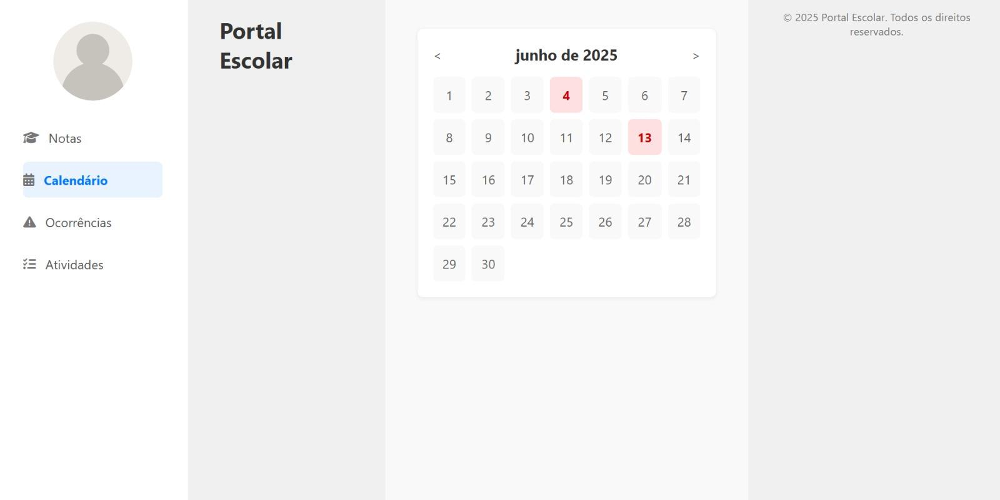 Notas
Calendário
Ocorrências
Atividades
Portal
Escolar
< junho de 2025 >
1 2 3 4 5 6 7
8 9 10 11 12 13 14
15 16 17 18 19 20 21
22 23 24 25 26 27 28
29 30
© 2025 Portal Escolar. Todos os direitos
reservados.